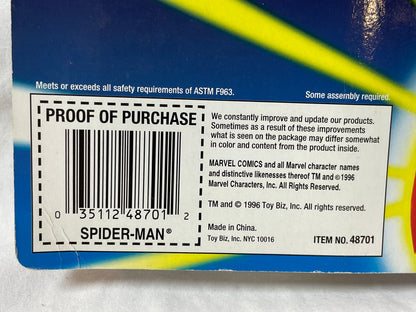 Meets or exceeds all safety requirements of ASTM F963.
Some assembly required.
PROOF OF PURCHASE
0 35112 48701 2
SPIDER-MAN®
We constantly improve and update our products.
Sometimes as a result of these improvements
what is seen on the package may differ somewhat
in color and content from the product inside.
MARVEL COMICS and all Marvel character names
and distinctive likenesses thereof TM and ©1996
Marvel Characters, Inc. All Rights Reserved.
TM and © 1996 Toy Biz, Inc. All Rights Reserved.
Made in China.
Toy Biz, Inc. NYC 10016
ITEM NO. 48701